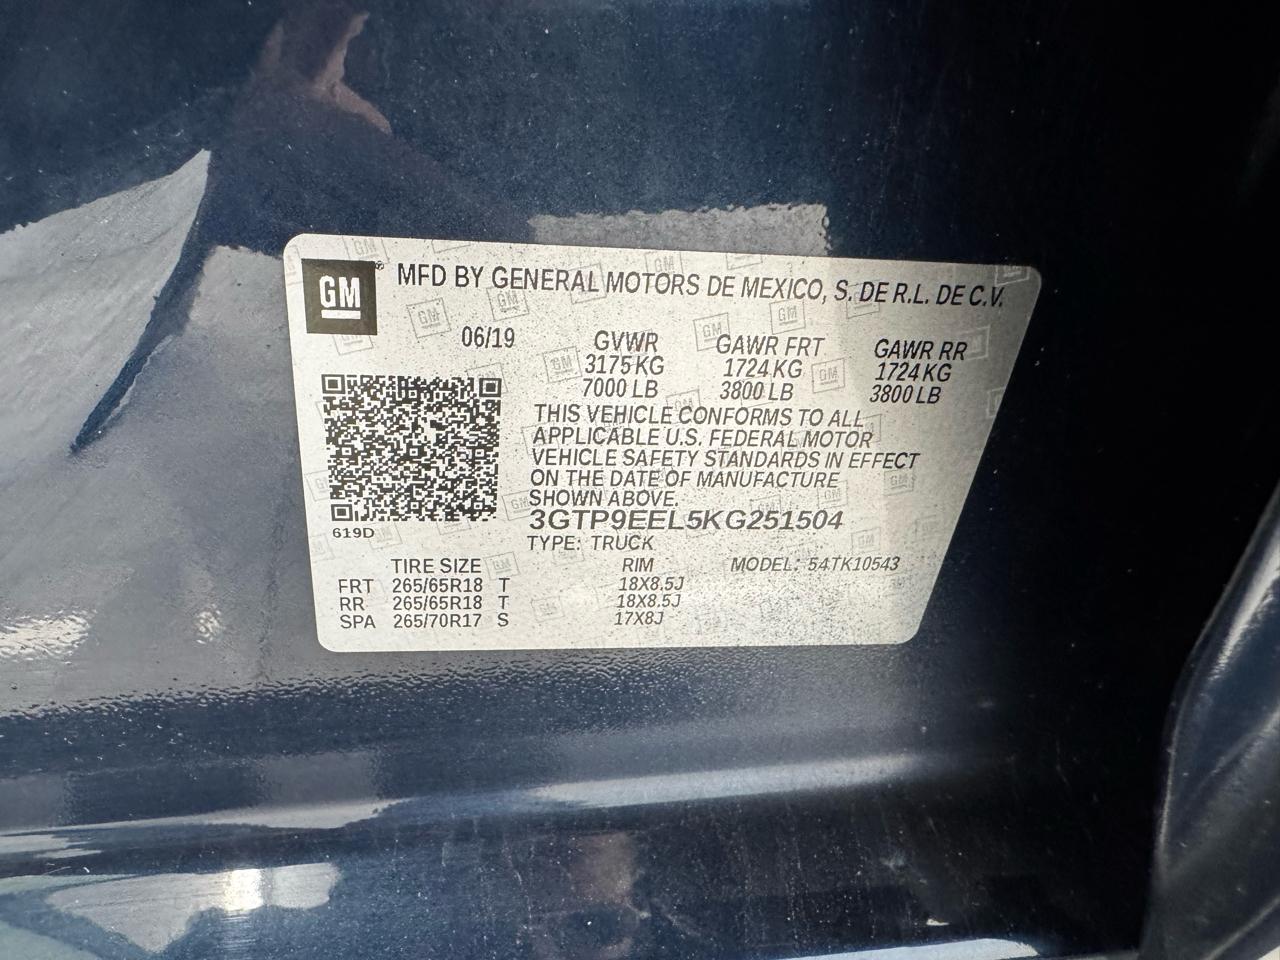 GM® MFD BY GENERAL MOTORS DE MEXICO, S. DE R.L. DE C.V.
06/19 GVWR GAWR FRT GAWR RR
3175 KG 1724 KG 1724 KG
7000 LB 3800 LB 3800 LB
THIS VEHICLE CONFORMS TO ALL
APPLICABLE U.S. FEDERAL MOTOR
VEHICLE SAFETY STANDARDS IN EFFECT
ON THE DATE OF MANUFACTURE
SHOWN ABOVE.
3GTP9EEL5KG251504
619D
TYPE: TRUCK
TIRE SIZE RIM MODEL: 54TK10543
FRT 265/65R18 T 18X8.5J
RR 265/65R18 T 18X8.5J
SPA 265/70R17 S 17X8J